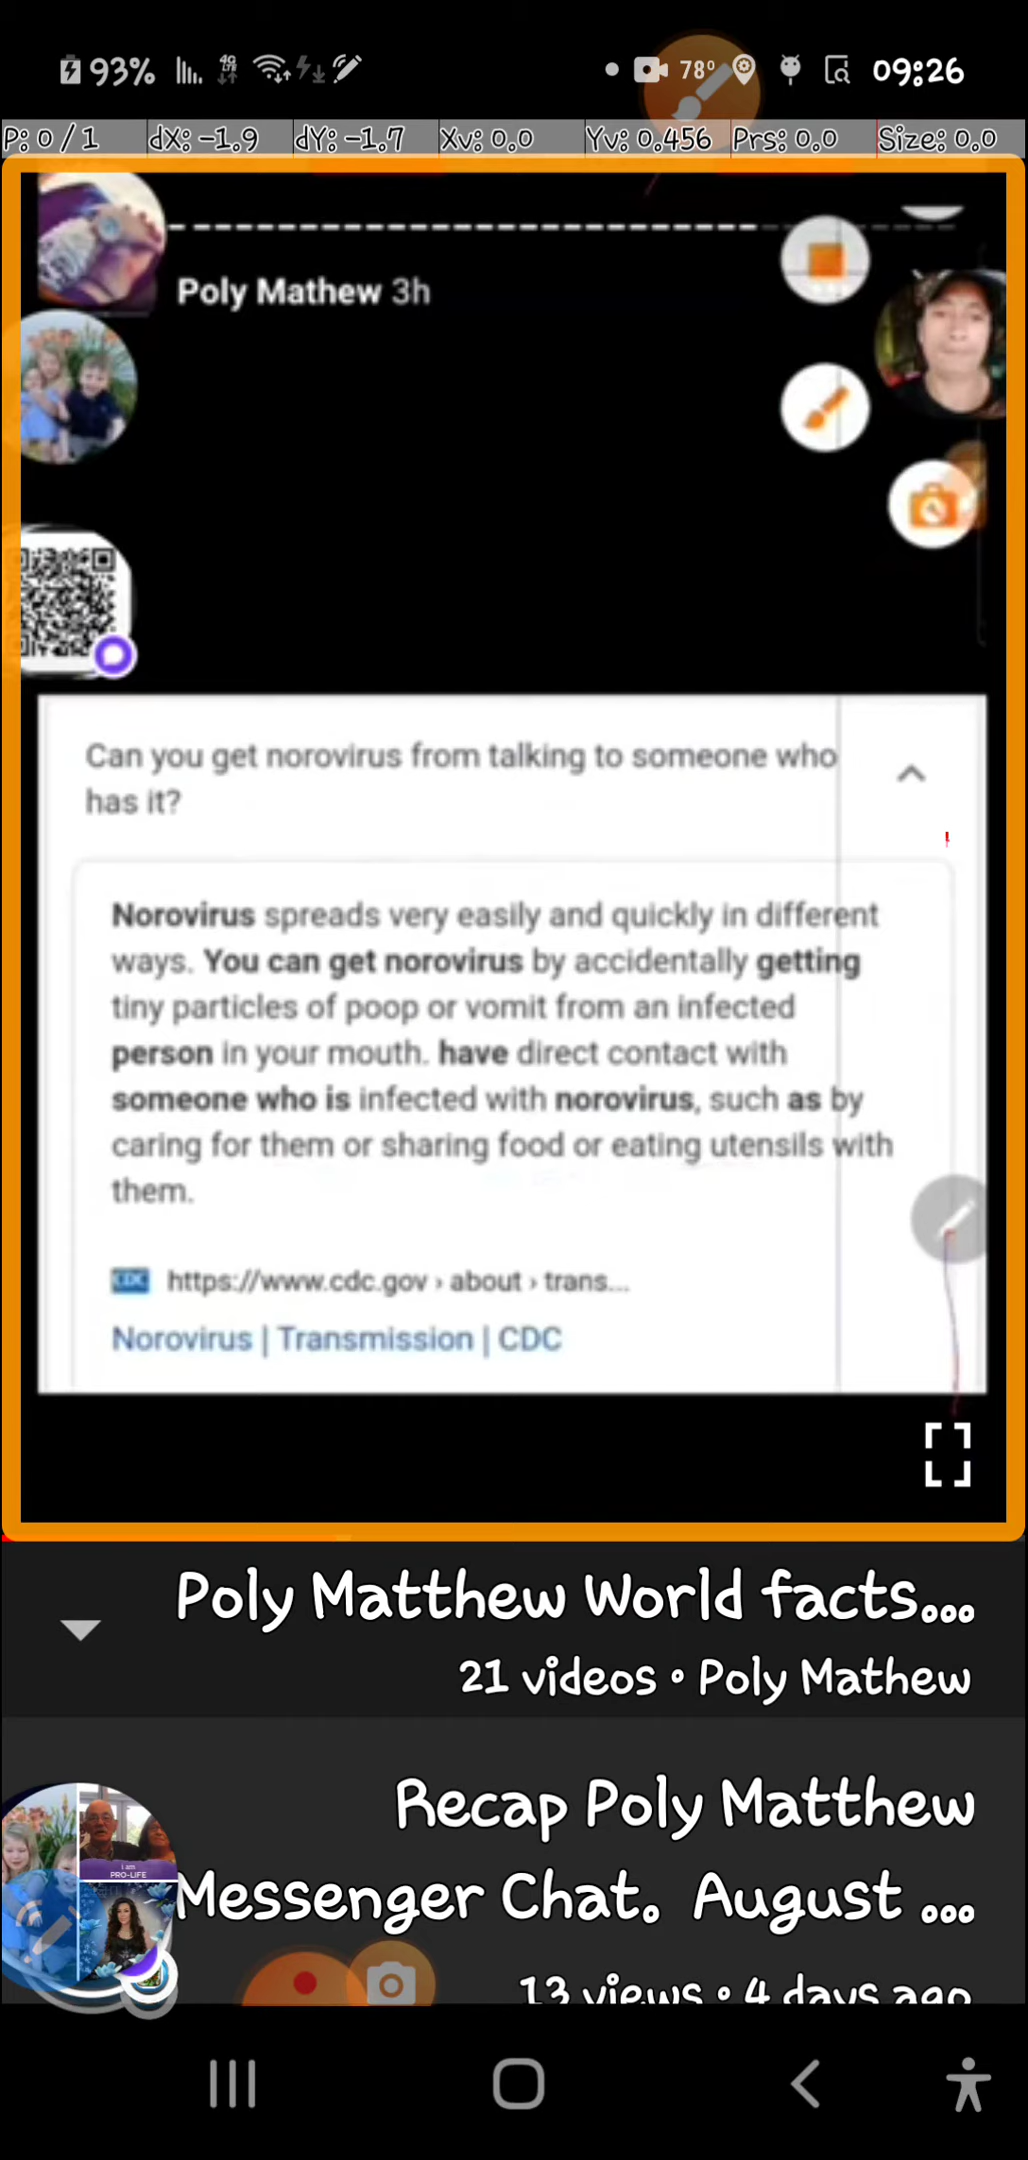 93% 78° 09:26
P: 0 / 1 dX: -1.9 dY: -1.7 Xv: 0.0 Yv: 0.456 Prs: 0.0 Size: 0.0
Poly Mathew 3h
Can you get norovirus from talking to someone who
has it?
Norovirus spreads very easily and quickly in different
ways. You can get norovirus by accidentally getting
tiny particles of poop or vomit from an infected
person in your mouth. have direct contact with
someone who is infected with norovirus, such as by
caring for them or sharing food or eating utensils with
them.
CDC https://www.cdc.gov › about › trans...
Norovirus | Transmission | CDC
Poly Matthew World facts...
21 videos • Poly Mathew
Recap Poly Matthew
Messenger Chat. August ...
13 views • 4 days ago
i am
PRO-LIFE